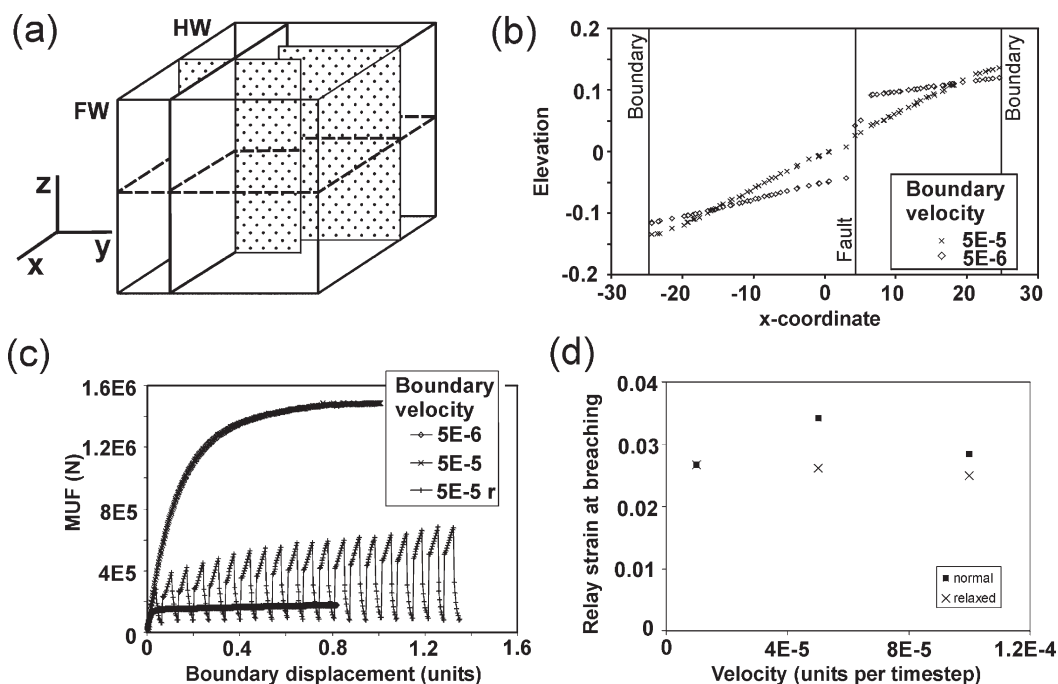 (a)
HW
FW
z
y
x
(b)
0.2
0.1
0
-0.1
-0.2
Elevation
Boundary
Fault
Boundary
Boundary
velocity
5E-5
5E-6
-30 -20 -10 0 10 20 30
x-coordinate
(c)
1.6E6
1.2E6
8E5
4E5
0
MUF (N)
Boundary
velocity
5E-6
5E-5
5E-5 r
0 0.4 0.8 1.2 1.6
Boundary displacement (units)
(d)
0.04
0.03
0.02
0.01
0
Relay strain at breaching
normal
relaxed
0 4E-5 8E-5 1.2E-4
Velocity (units per timestep)